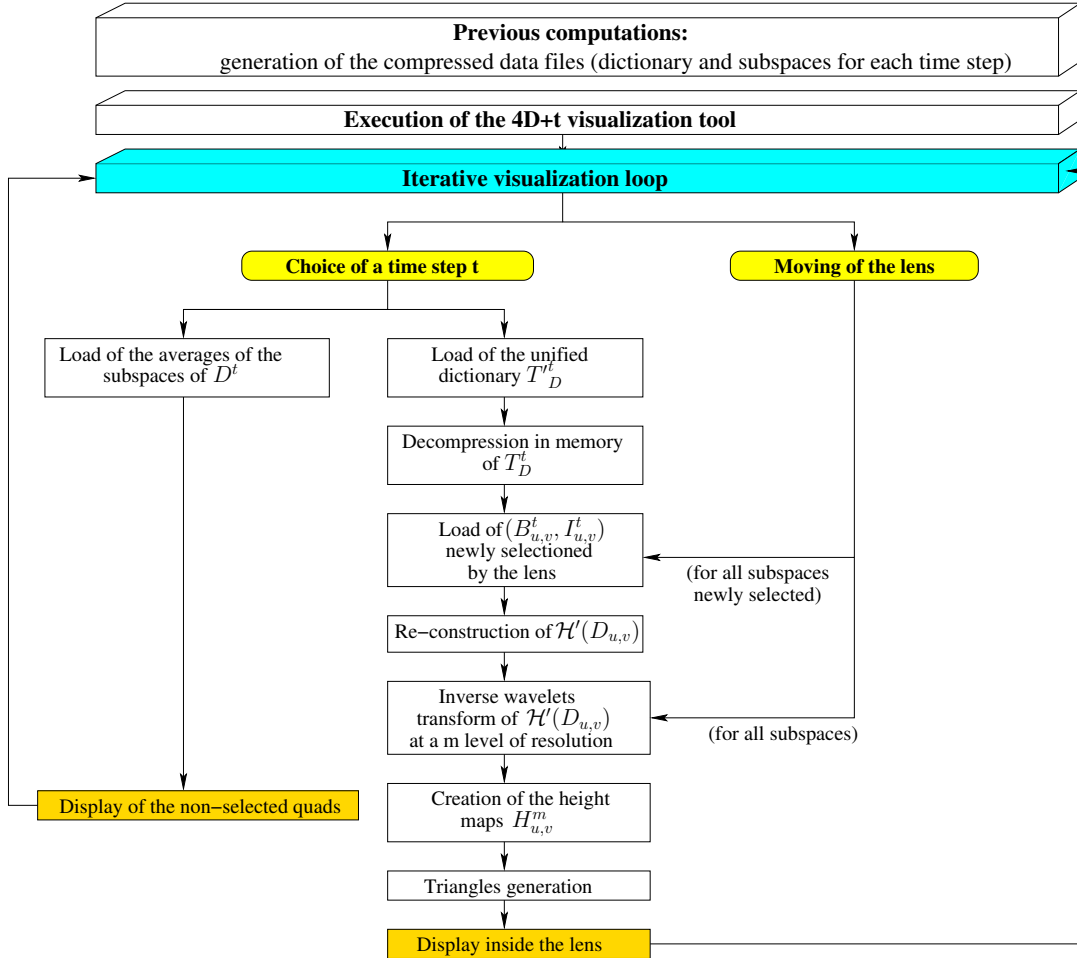 Previous computations:
generation of the compressed data files (dictionary and subspaces for each time step)
Execution of the 4D+t visualization tool
Iterative visualization loop
Choice of a time step t
Moving of the lens
Load of the averages of the
subspaces of $D^t$
Load of the unified
dictionary $T'^t_D$
Decompression in memory
of $T^t_D$
Load of $(B^t_{u,v}, I^t_{u,v})$
newly selectioned
by the lens
(for all subspaces
newly selected)
Re-construction of $\mathcal{H}'(D_{u,v})$
Inverse wavelets
transform of $\mathcal{H}'(D_{u,v})$
at a m level of resolution
(for all subspaces)
Display of the non−selected quads
Creation of the height
maps $H^m_{u,v}$
Triangles generation
Display inside the lens